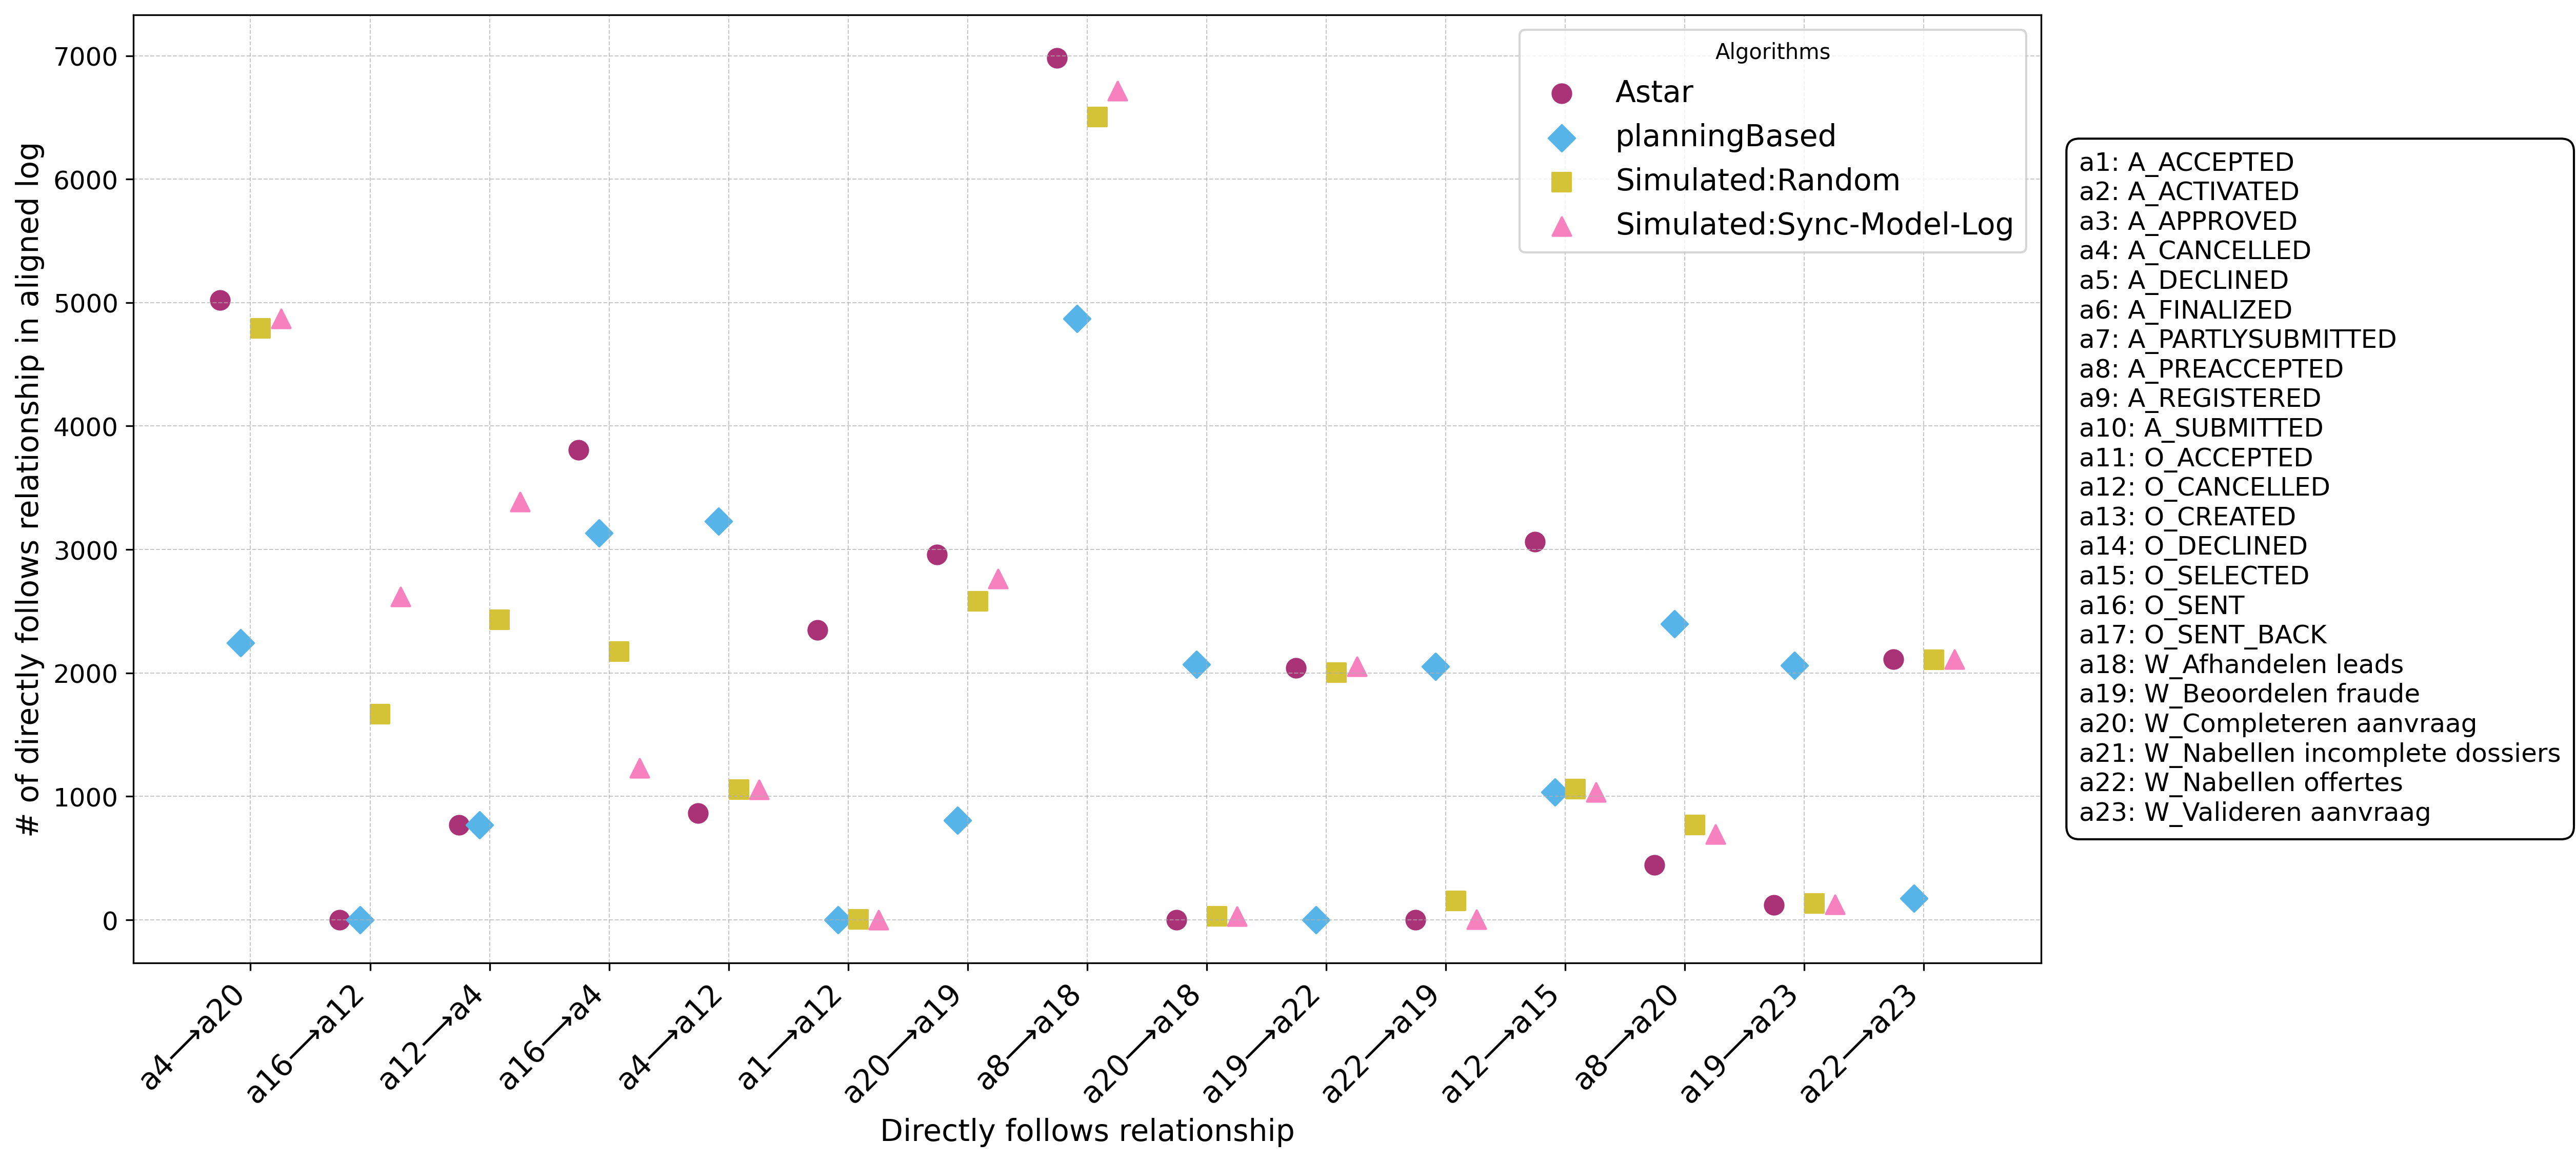 # of directly follows relationship in aligned log
7000
6000
5000
4000
3000
2000
1000
0
Algorithms
Astar
planningBased
Simulated:Random
Simulated:Sync-Model-Log
a4→a20
a16→a12
a12→a4
a16→a4
a4→a12
a1→a12
a20→a19
a8→a18
a20→a18
a19→a22
a22→a19
a12→a15
a8→a20
a19→a23
a22→a23
Directly follows relationship
a1: A_ACCEPTED
a2: A_ACTIVATED
a3: A_APPROVED
a4: A_CANCELLED
a5: A_DECLINED
a6: A_FINALIZED
a7: A_PARTLYSUBMITTED
a8: A_PREACCEPTED
a9: A_REGISTERED
a10: A_SUBMITTED
a11: O_ACCEPTED
a12: O_CANCELLED
a13: O_CREATED
a14: O_DECLINED
a15: O_SELECTED
a16: O_SENT
a17: O_SENT_BACK
a18: W_Afhandelen leads
a19: W_Beoordelen fraude
a20: W_Completeren aanvraag
a21: W_Nabellen incomplete dossiers
a22: W_Nabellen offertes
a23: W_Valideren aanvraag